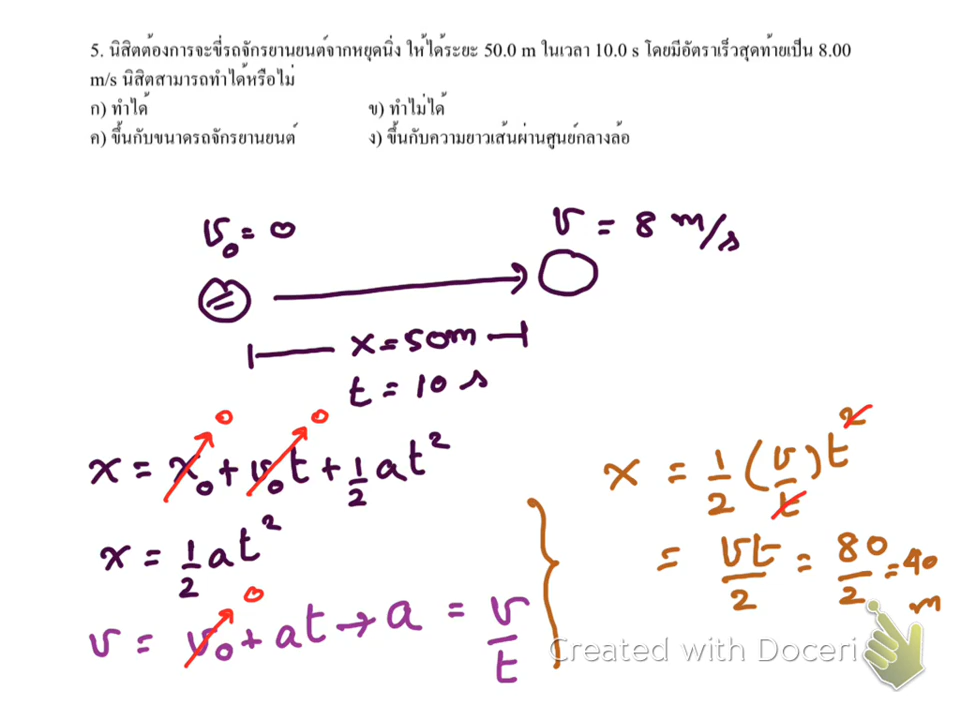 5. นิสิตต้องการจะขี่รถจักรยานยนต์จากหยุดนิ่ง ให้ได้ระยะ 50.0 m ในเวลา 10.0 s โดยมีอัตราเร็วสุดท้ายเป็น 8.00
m/s นิสิตสามารถทำได้หรือไม่
ก) ทำได้ ข) ทำไม่ได้
ค) ขึ้นกับขนาดรถจักรยานยนต์ ง) ขึ้นกับความยาวเส้นผ่านศูนย์กลางล้อ
v₀ = 0
v = 8 m/s
x = 50m
t = 10 s
0 0
x = x₀ + v₀t + 1/2 at²
x = 1/2 at²
0
v = v₀ + at → a = v/t
x = 1/2 (v/t) t²
= vt/2 = 80/2 = 40 m
Created with Doceri